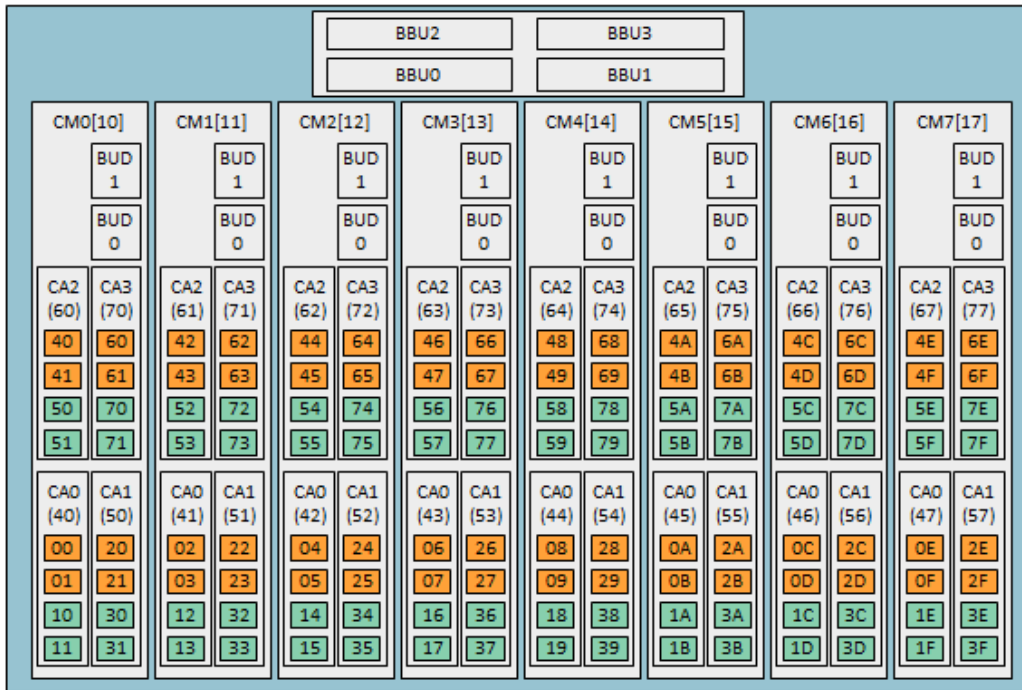 BBU2 BBU3
BBU0 BBU1
CM0[10] CM1[11] CM2[12] CM3[13] CM4[14] CM5[15] CM6[16] CM7[17]
BUD BUD BUD BUD BUD BUD BUD BUD
1 1 1 1 1 1 1 1
BUD BUD BUD BUD BUD BUD BUD BUD
0 0 0 0 0 0 0 0
CA2 CA3 CA2 CA3 CA2 CA3 CA2 CA3 CA2 CA3 CA2 CA3 CA2 CA3 CA2 CA3
(60) (70) (61) (71) (62) (72) (63) (73) (64) (74) (65) (75) (66) (76) (67) (77)
40 60 42 62 44 64 46 66 48 68 4A 6A 4C 6C 4E 6E
41 61 43 63 45 65 47 67 49 69 4B 6B 4D 6D 4F 6F
50 70 52 72 54 74 56 76 58 78 5A 7A 5C 7C 5E 7E
51 71 53 73 55 75 57 77 59 79 5B 7B 5D 7D 5F 7F
CA0 CA1 CA0 CA1 CA0 CA1 CA0 CA1 CA0 CA1 CA0 CA1 CA0 CA1 CA0 CA1
(40) (50) (41) (51) (42) (52) (43) (53) (44) (54) (45) (55) (46) (56) (47) (57)
00 20 02 22 04 24 06 26 08 28 0A 2A 0C 2C 0E 2E
01 21 03 23 05 25 07 27 09 29 0B 2B 0D 2D 0F 2F
10 30 12 32 14 34 16 36 18 38 1A 3A 1C 3C 1E 3E
11 31 13 33 15 35 17 37 19 39 1B 3B 1D 3D 1F 3F